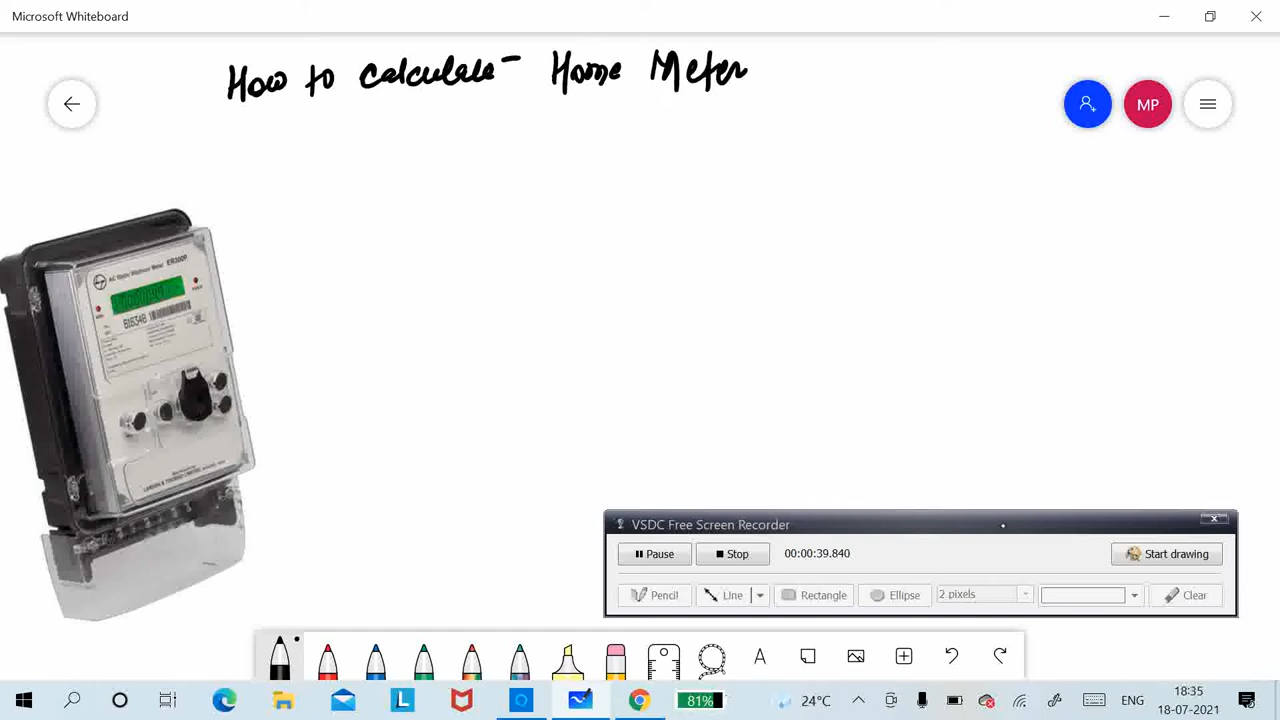 Microsoft Whiteboard
How to calculate - Home Meter
MP
ER300P
VSDC Free Screen Recorder
Pause
Stop
00:00:39.840
Start drawing
Pencil
Line
Rectangle
Ellipse
2 pixels
Clear
A
81%
24°C
ENG
18:35
18-07-2021